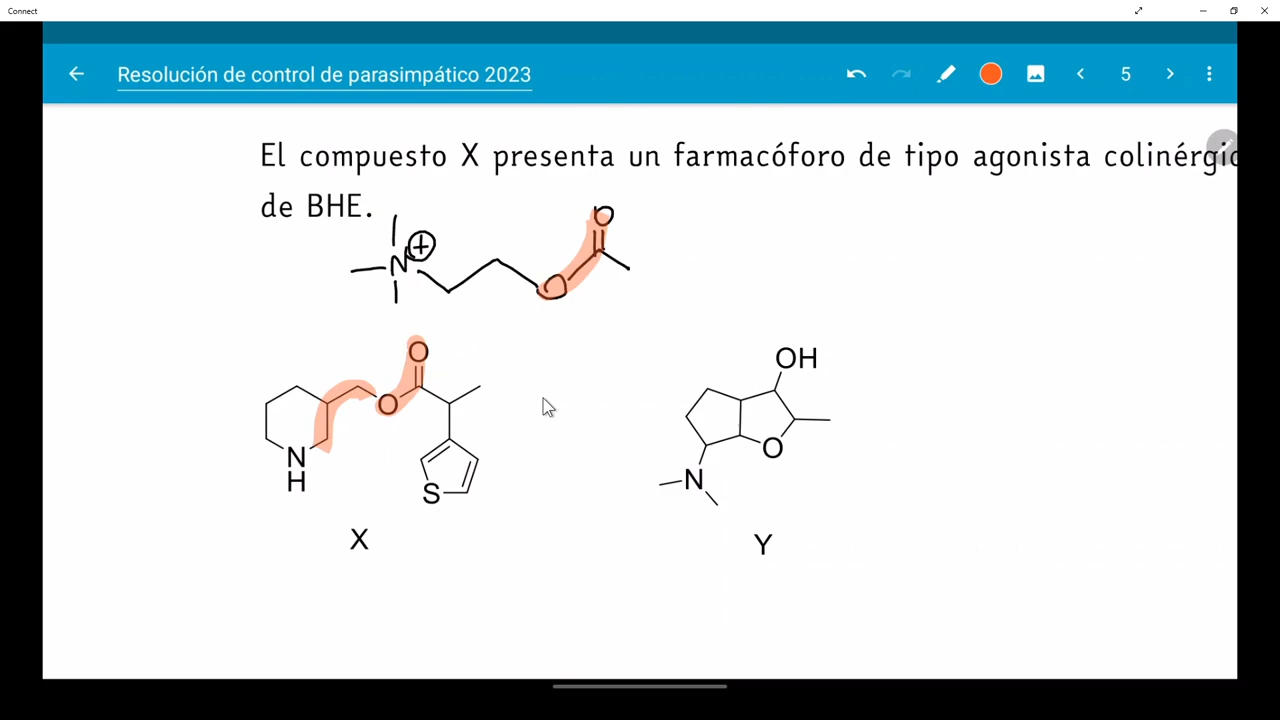 Connect
Resolución de control de parasimpático 2023
5
El compuesto X presenta un farmacóforo de tipo agonista
de BHE.
O
N +
O
O
O
N
H
S
X
OH
O
N
Y